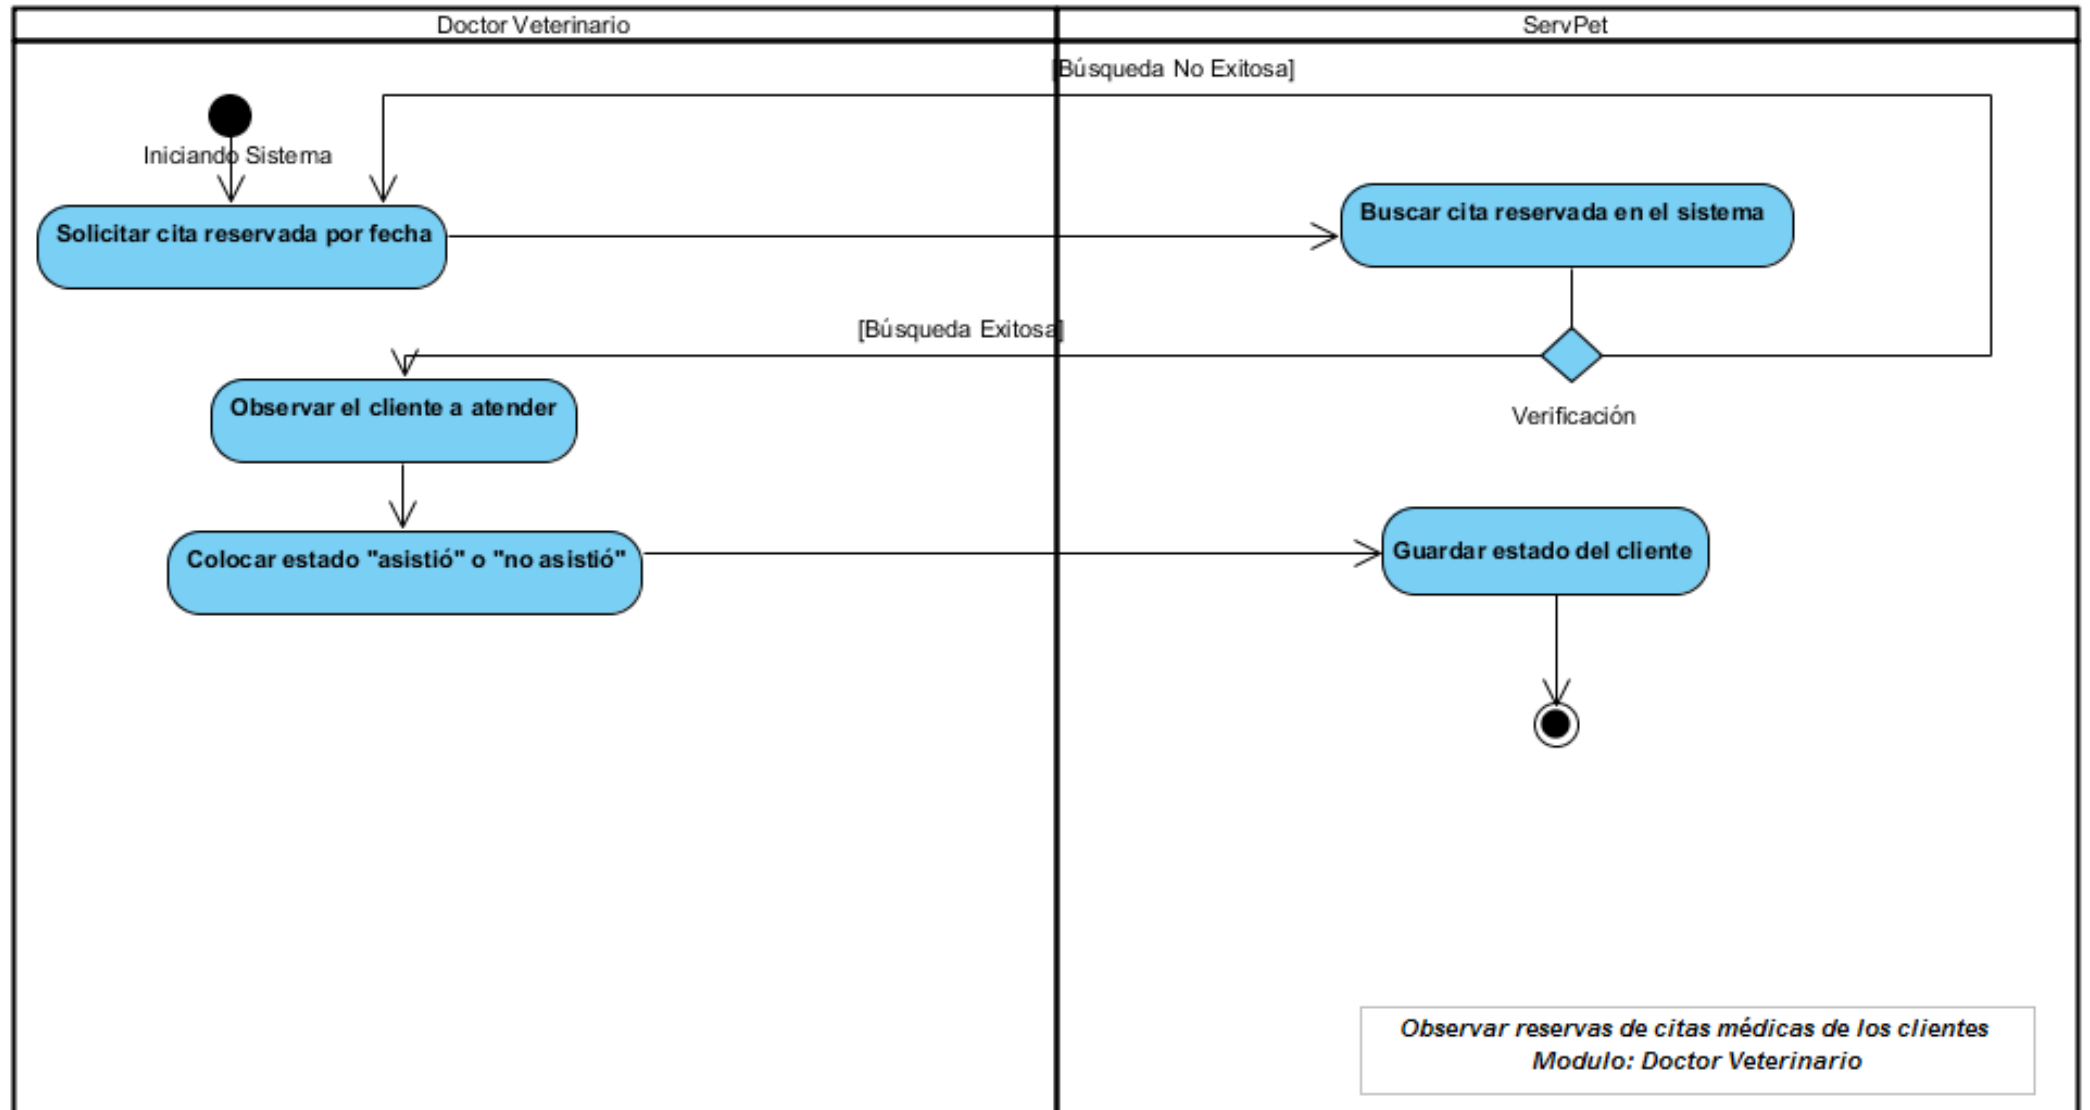 Doctor Veterinario
ServPet
[Búsqueda No Exitosa]
Iniciando Sistema
Solicitar cita reservada por fecha
Buscar cita reservada en el sistema
[Búsqueda Exitosa]
Observar el cliente a atender
Verificación
Colocar estado "asistió" o "no asistió"
Guardar estado del cliente
Observar reservas de citas médicas de los clientes
Modulo: Doctor Veterinario